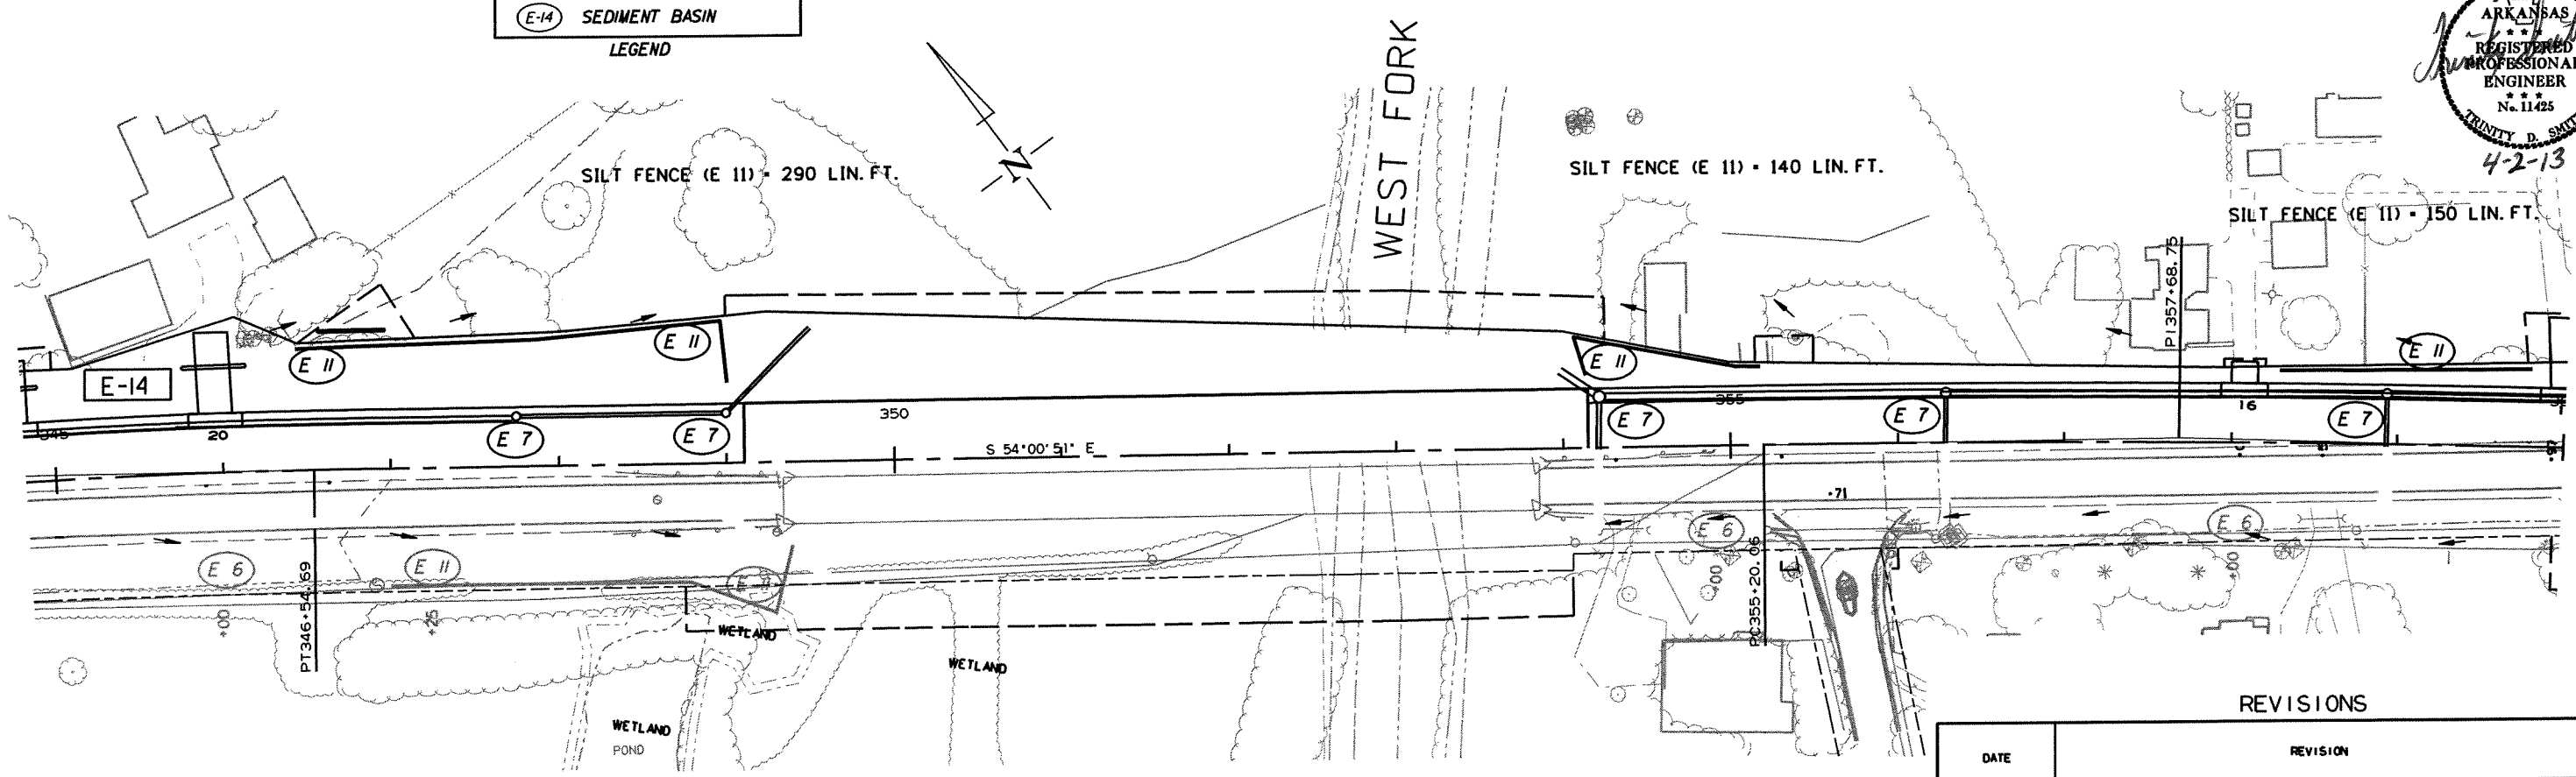 E-14 SEDIMENT BASIN
LEGEND
ARKANSAS
* * *
REGISTERED
PROFESSIONAL
ENGINEER
* * *
No. 11425
TRINITY D.
4-2-13
WEST FORK
N
SILT FENCE (E 11) = 290 LIN. FT.
SILT FENCE (E 11) = 140 LIN. FT.
SILT FENCE (E 11) = 150 LIN. FT.
PI 357+68.75
E 11
E 11
E 11
E 11
E-14
345
20
E 7
E 7
350
E 7
355
E 7
16
E 7
S 54°00'51" E
.71
E 6
E 11
E 6
E 6
+00
PT346+54.69
+25
+00
PC355+20.06
+00
WETLAND
WETLAND
WETLAND
POND
REVISIONS
DATE
REVISION